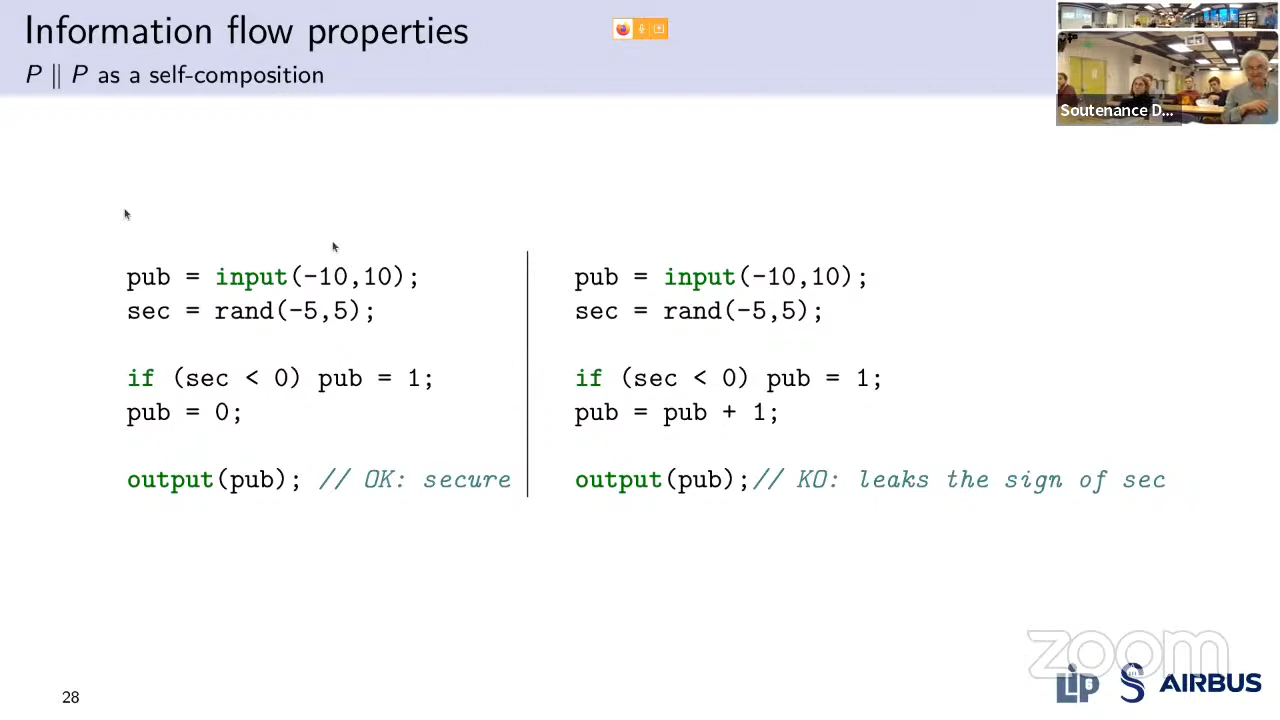 Information flow properties
P || P as a self-composition
Soutenance D...
pub = input(-10,10);
sec = rand(-5,5);
if (sec < 0) pub = 1;
pub = 0;
output(pub); // OK: secure
pub = input(-10,10);
sec = rand(-5,5);
if (sec < 0) pub = 1;
pub = pub + 1;
output(pub);// KO: leaks the sign of sec
zoom
28
LIP6
S
AIRBUS